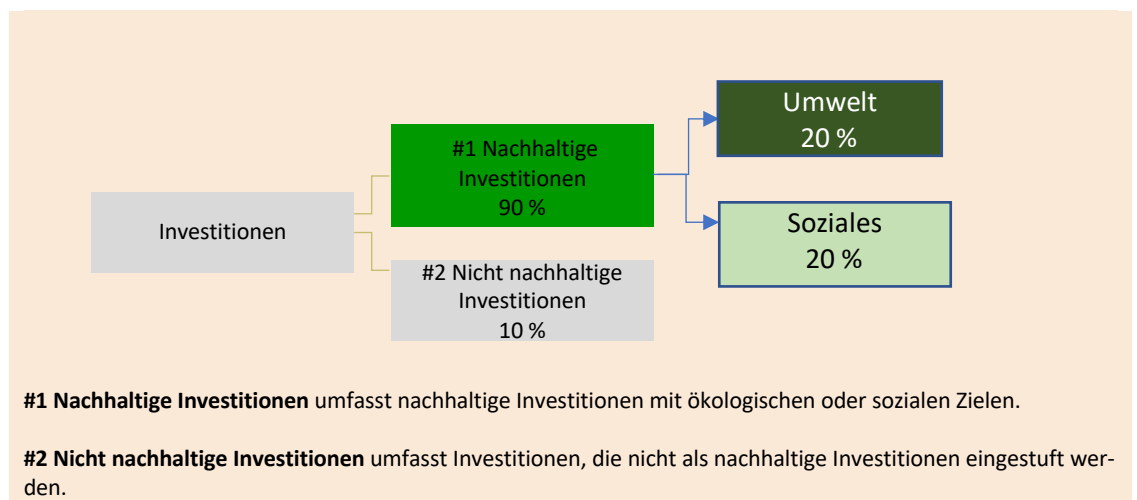 Umwelt
20 %
#1 Nachhaltige
Investitionen
90 %
Investitionen
Soziales
20 %
#2 Nicht nachhaltige
Investitionen
10 %
#1 Nachhaltige Investitionen umfasst nachhaltige Investitionen mit ökologischen oder sozialen Zielen.
#2 Nicht nachhaltige Investitionen umfasst Investitionen, die nicht als nachhaltige Investitionen eingestuft wer-
den.